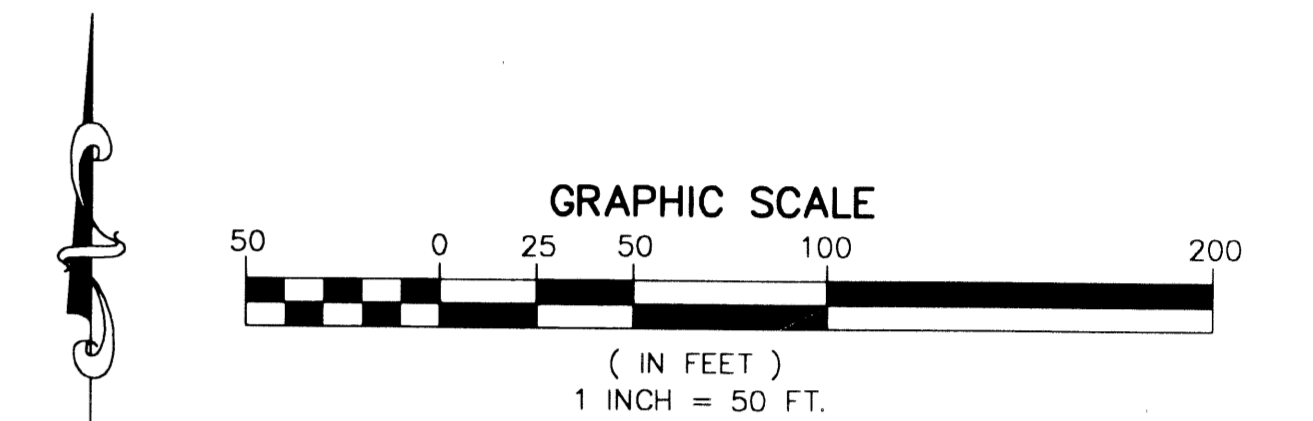 GRAPHIC SCALE
50 0 25 50 100 200
( IN FEET )
1 INCH = 50 FT.